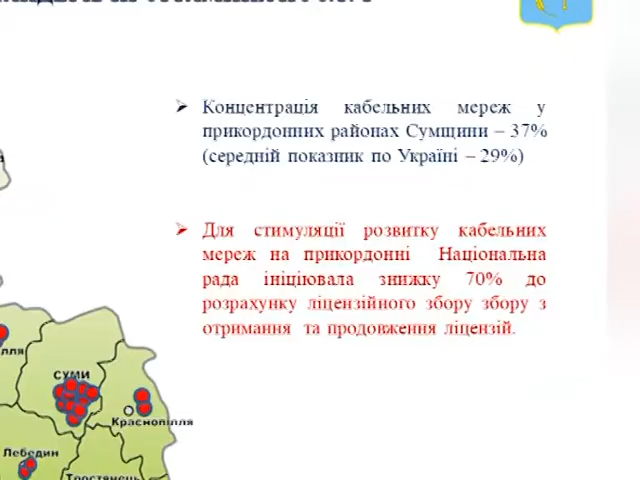 Концентрація кабельних мереж у
прикордонних районах Сумщини – 37%
(середній показник по Україні – 29%)
Для стимуляції розвитку кабельних
мереж на прикордонні Національна
рада ініціювала знижку 70% до
розрахунку ліцензійного збору збору з
отримання та продовження ліцензій.
СУМИ
Краснопілля
Лебедин
Тростянець